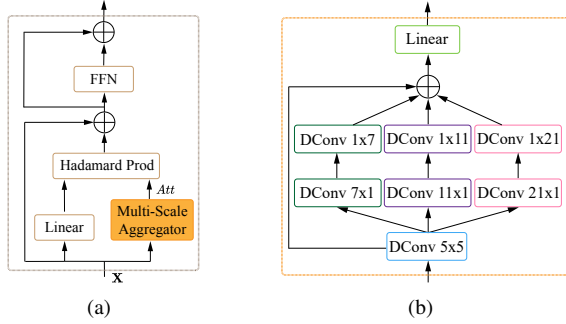 FFN
Hadamard Prod
Att
Linear
Multi-Scale
Aggregator
X
(a)
Linear
DConv 1x7 DConv 1x11 DConv 1x21
DConv 7x1 DConv 11x1 DConv 21x1
DConv 5x5
(b)